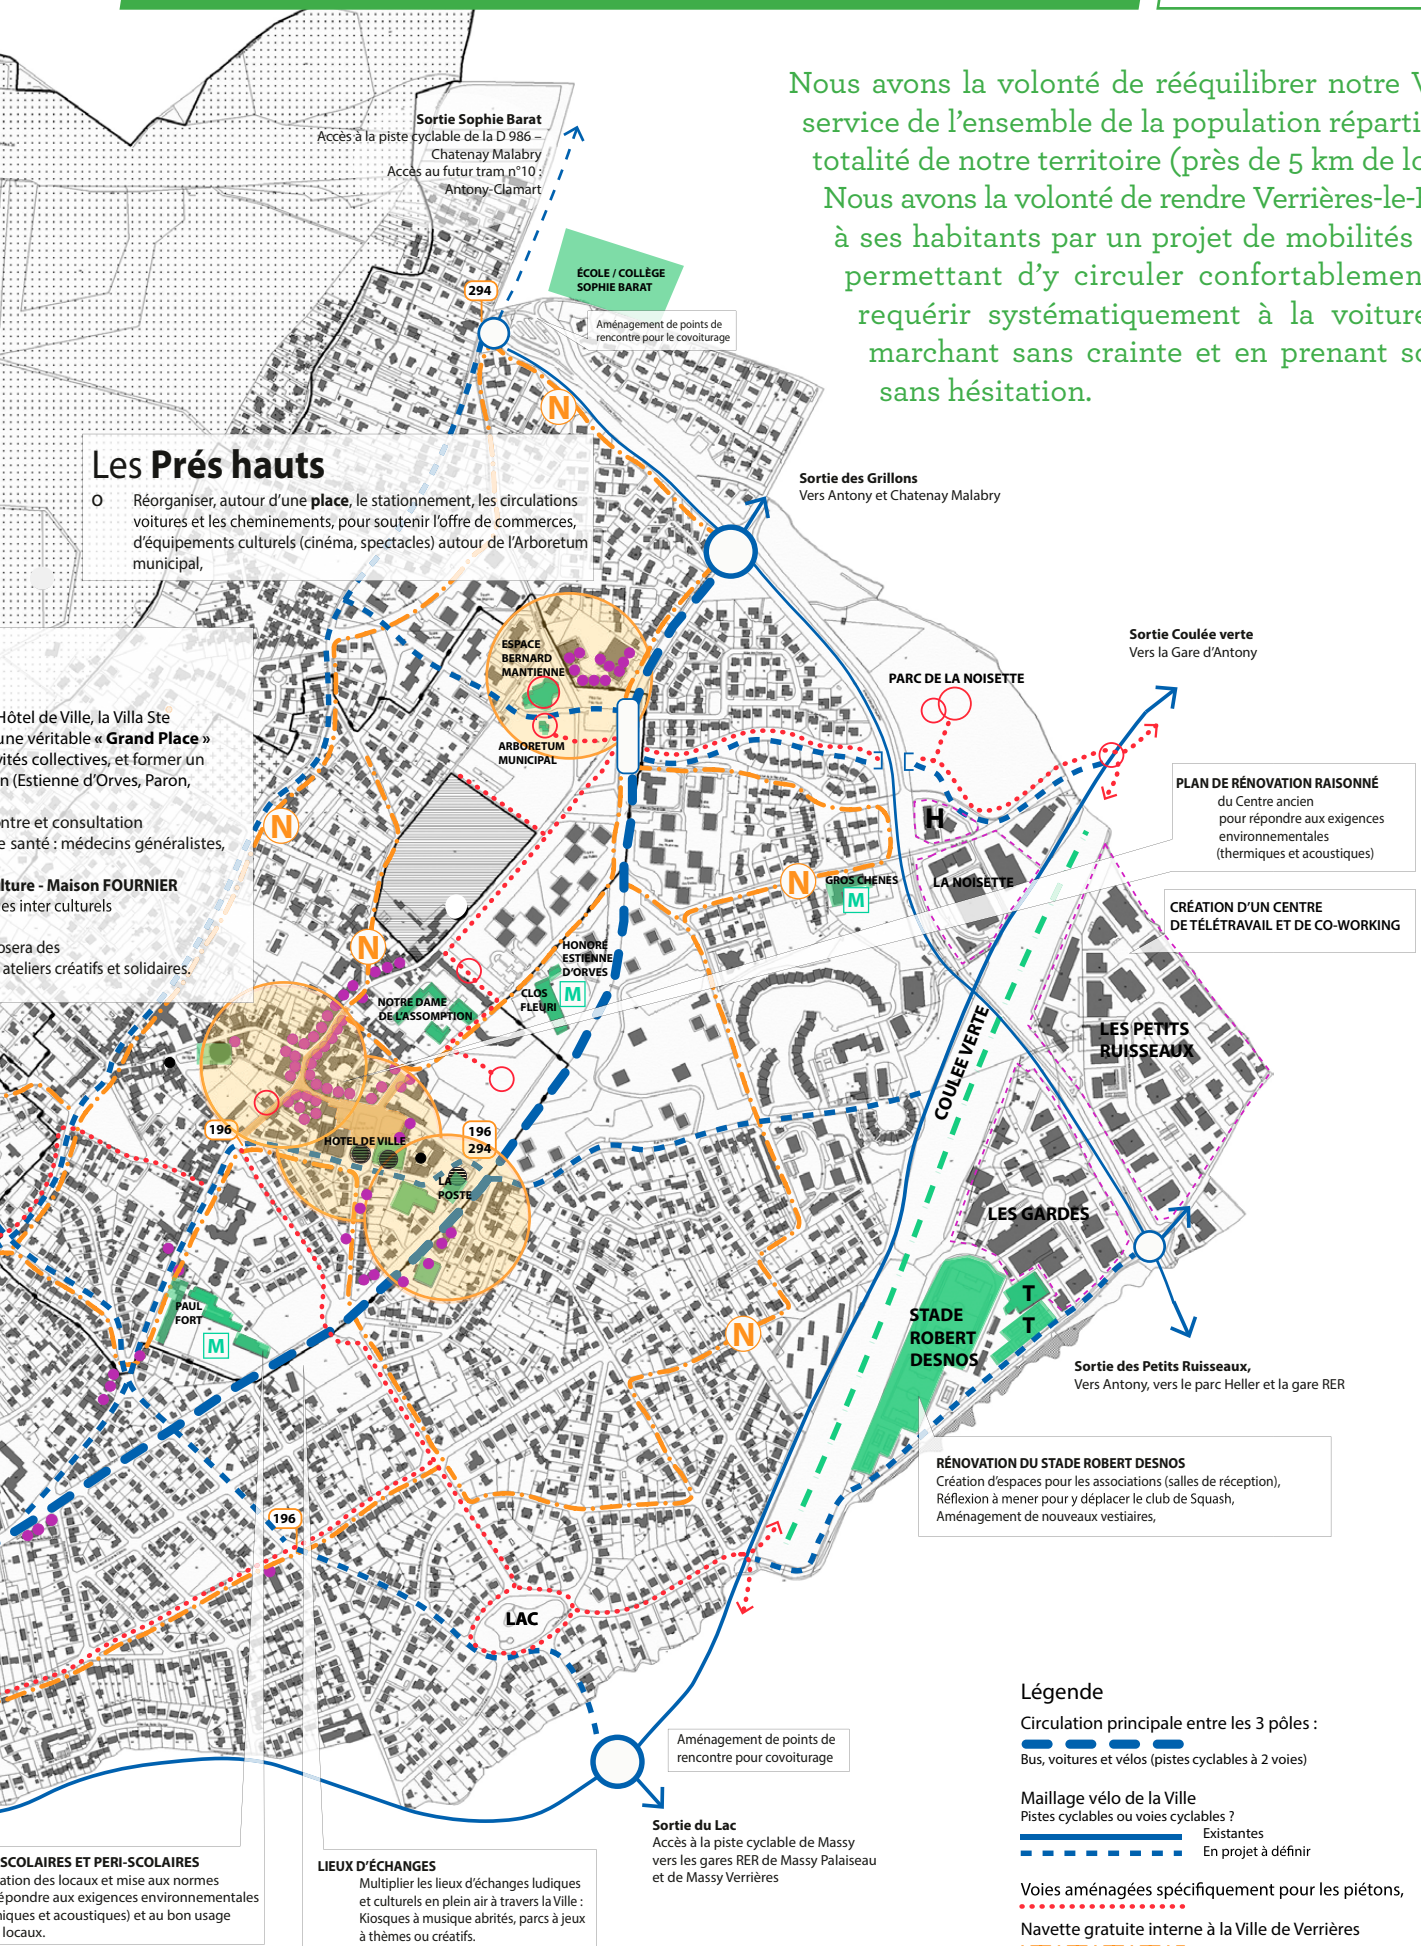 Nous avons la volonté de rééquilibrer notre
service de l’ensemble de la population
totalité de notre territoire (près de 5 km de
Nous avons la volonté de rendre
à ses habitants par un projet de mobilités
permettant d’y circuler
requérir systématiquement à la
marchant sans crainte et en prenant
sans hésitation.
Sortie Sophie Barat
Accès à la piste cyclable de la D 986 –
Chatenay Malabry
Accès au futur tram n°10 :
Antony-Clamart
ÉCOLE / COLLÈGE
SOPHIE BARAT
294
Aménagement de points de
rencontre pour le covoiturage
N
Les Prés hauts
O Réorganiser, autour d’une place, le stationnement, les circulations
voitures et les cheminements, pour soutenir l’offre de commerces,
d’équipements culturels (cinéma, spectacles) autour de l’Arboretum
municipal,
Sortie des Grillons
Vers Antony et Chatenay Malabry
Sortie Coulée verte
Vers la Gare d’Antony
ESPACE
BERNARD
MANTIENNE
PARC DE LA NOISETTE
ARBORETUM
MUNICIPAL
Hôtel de Ville, la Villa Ste
une véritable « Grand Place »
vités collectives, et former un
n (Estienne d’Orves, Paron,
ntre et consultation
e santé : médecins généralistes,
lture - Maison FOURNIER
es inter culturels
osera des
ateliers créatifs et solidaires.
N
PLAN DE RÉNOVATION RAISONNÉ
du Centre ancien
pour répondre aux exigences
environnementales
(thermiques et acoustiques)
H
N
GROS CHENES
M
LA NOISETTE
CRÉATION D’UN CENTRE
DE TÉLÉTRAVAIL ET DE CO-WORKING
N
HONORÉ
ESTIENNE
D’ORVES
CLOS
FLEURI
M
NOTRE DAME
DE L’ASSOMPTION
COULEE VERTE
LES PETITS
RUISSEAUX
196
HOTEL DE VILLE
196
294
LA
POSTE
LES GARDES
PAUL
FORT
M
N
STADE
ROBERT
DESNOS
T
T
Sortie des Petits Ruisseaux,
Vers Antony, vers le parc Heller et la gare RER
RÉNOVATION DU STADE ROBERT DESNOS
Création d’espaces pour les associations (salles de réception),
Réflexion à mener pour y déplacer le club de Squash,
Aménagement de nouveaux vestiaires,
196
LAC
Aménagement de points de
rencontre pour covoiturage
Sortie du Lac
Accès à la piste cyclable de Massy
vers les gares RER de Massy Palaiseau
et de Massy Verrières
SCOLAIRES ET PERI-SCOLAIRES
ation des locaux et mise aux normes
épondre aux exigences environnementales
iques et acoustiques) et au bon usage
locaux.
LIEUX D’ÉCHANGES
Multiplier les lieux d’échanges ludiques
et culturels en plein air à travers la Ville :
Kiosques à musique abrités, parcs à jeux
à thèmes ou créatifs.
Légende
Circulation principale entre les 3 pôles :
Bus, voitures et vélos (pistes cyclables à 2 voies)
Maillage vélo de la Ville
Pistes cyclables ou voies cyclables ?
Existantes
En projet à définir
Voies aménagées spécifiquement pour les piétons,
Navette gratuite interne à la Ville de Verrières